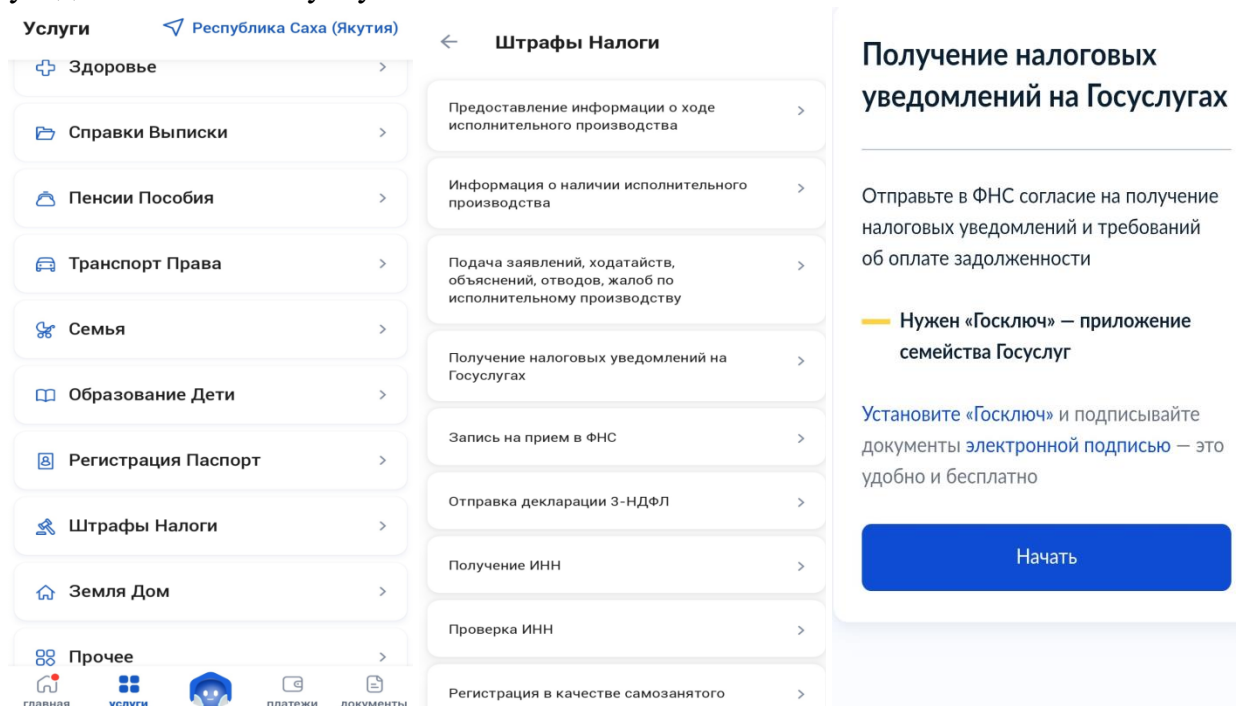 Услуги
Республика Саха (Якутия)
Здоровье
Справки Выписки
Пенсии Пособия
Транспорт Права
Семья
Образование Дети
Регистрация Паспорт
Штрафы Налоги
Земля Дом
Прочее
главная
услуги
платежи
документы
Штрафы Налоги
Предоставление информации о ходе
исполнительного производства
Информация о наличии исполнительного
производства
Подача заявлений, ходатайств,
объяснений, отводов, жалоб по
исполнительному производству
Получение налоговых уведомлений на
Госуслугах
Запись на прием в ФНС
Отправка декларации 3-НДФЛ
Получение ИНН
Проверка ИНН
Регистрация в качестве самозанятого
Получение налоговых
уведомлений на Госуслугах
Отправьте в ФНС согласие на получение
налоговых уведомлений и требований
об оплате задолженности
Нужен «Госключ» — приложение
семейства Госуслуг
Установите «Госключ» и подписывайте
документы электронной подписью — это
удобно и бесплатно
Начать